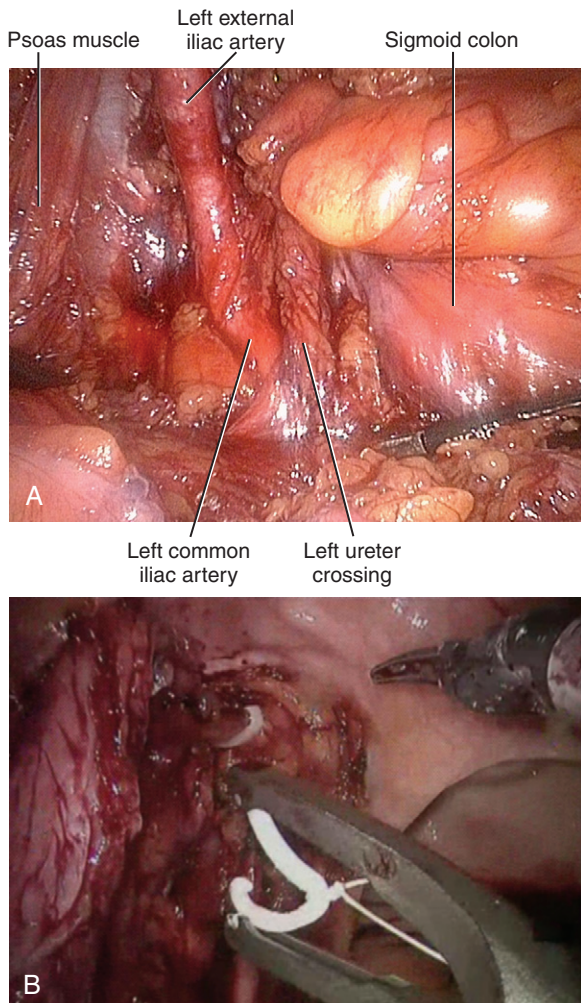 Left external
iliac artery
Psoas muscle
Sigmoid colon
A
Left common
iliac artery
Left ureter
crossing
B